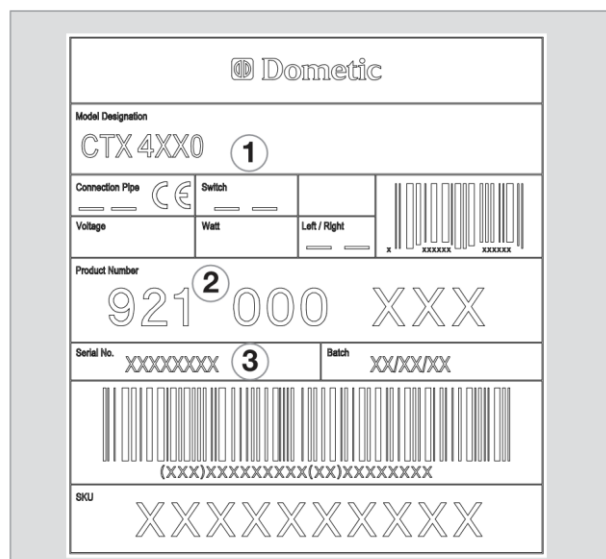 Dometic
Model Designation
CTX 4XX0
1
Connection Pipe
CE
Switch
Voltage
Watt
Left / Right
x xxxxxx xxxxxx
Product Number
2
921 000 XXX
Serial No.
XXXXXXXX
3
Batch
XX/XX/XX
(XXX)XXXXXXXXX(XX)XXXXXXXX
SKU
XXXXXXXXXX